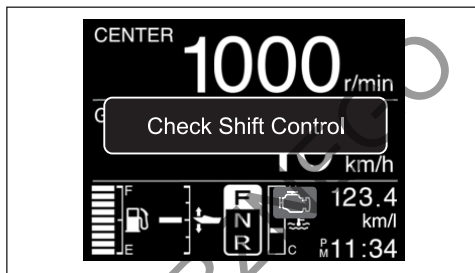 CENTER
1000 r/min
Check Shift Control
km/h
F
E
F
N
R
C
123.4
km/l
PM 11:34